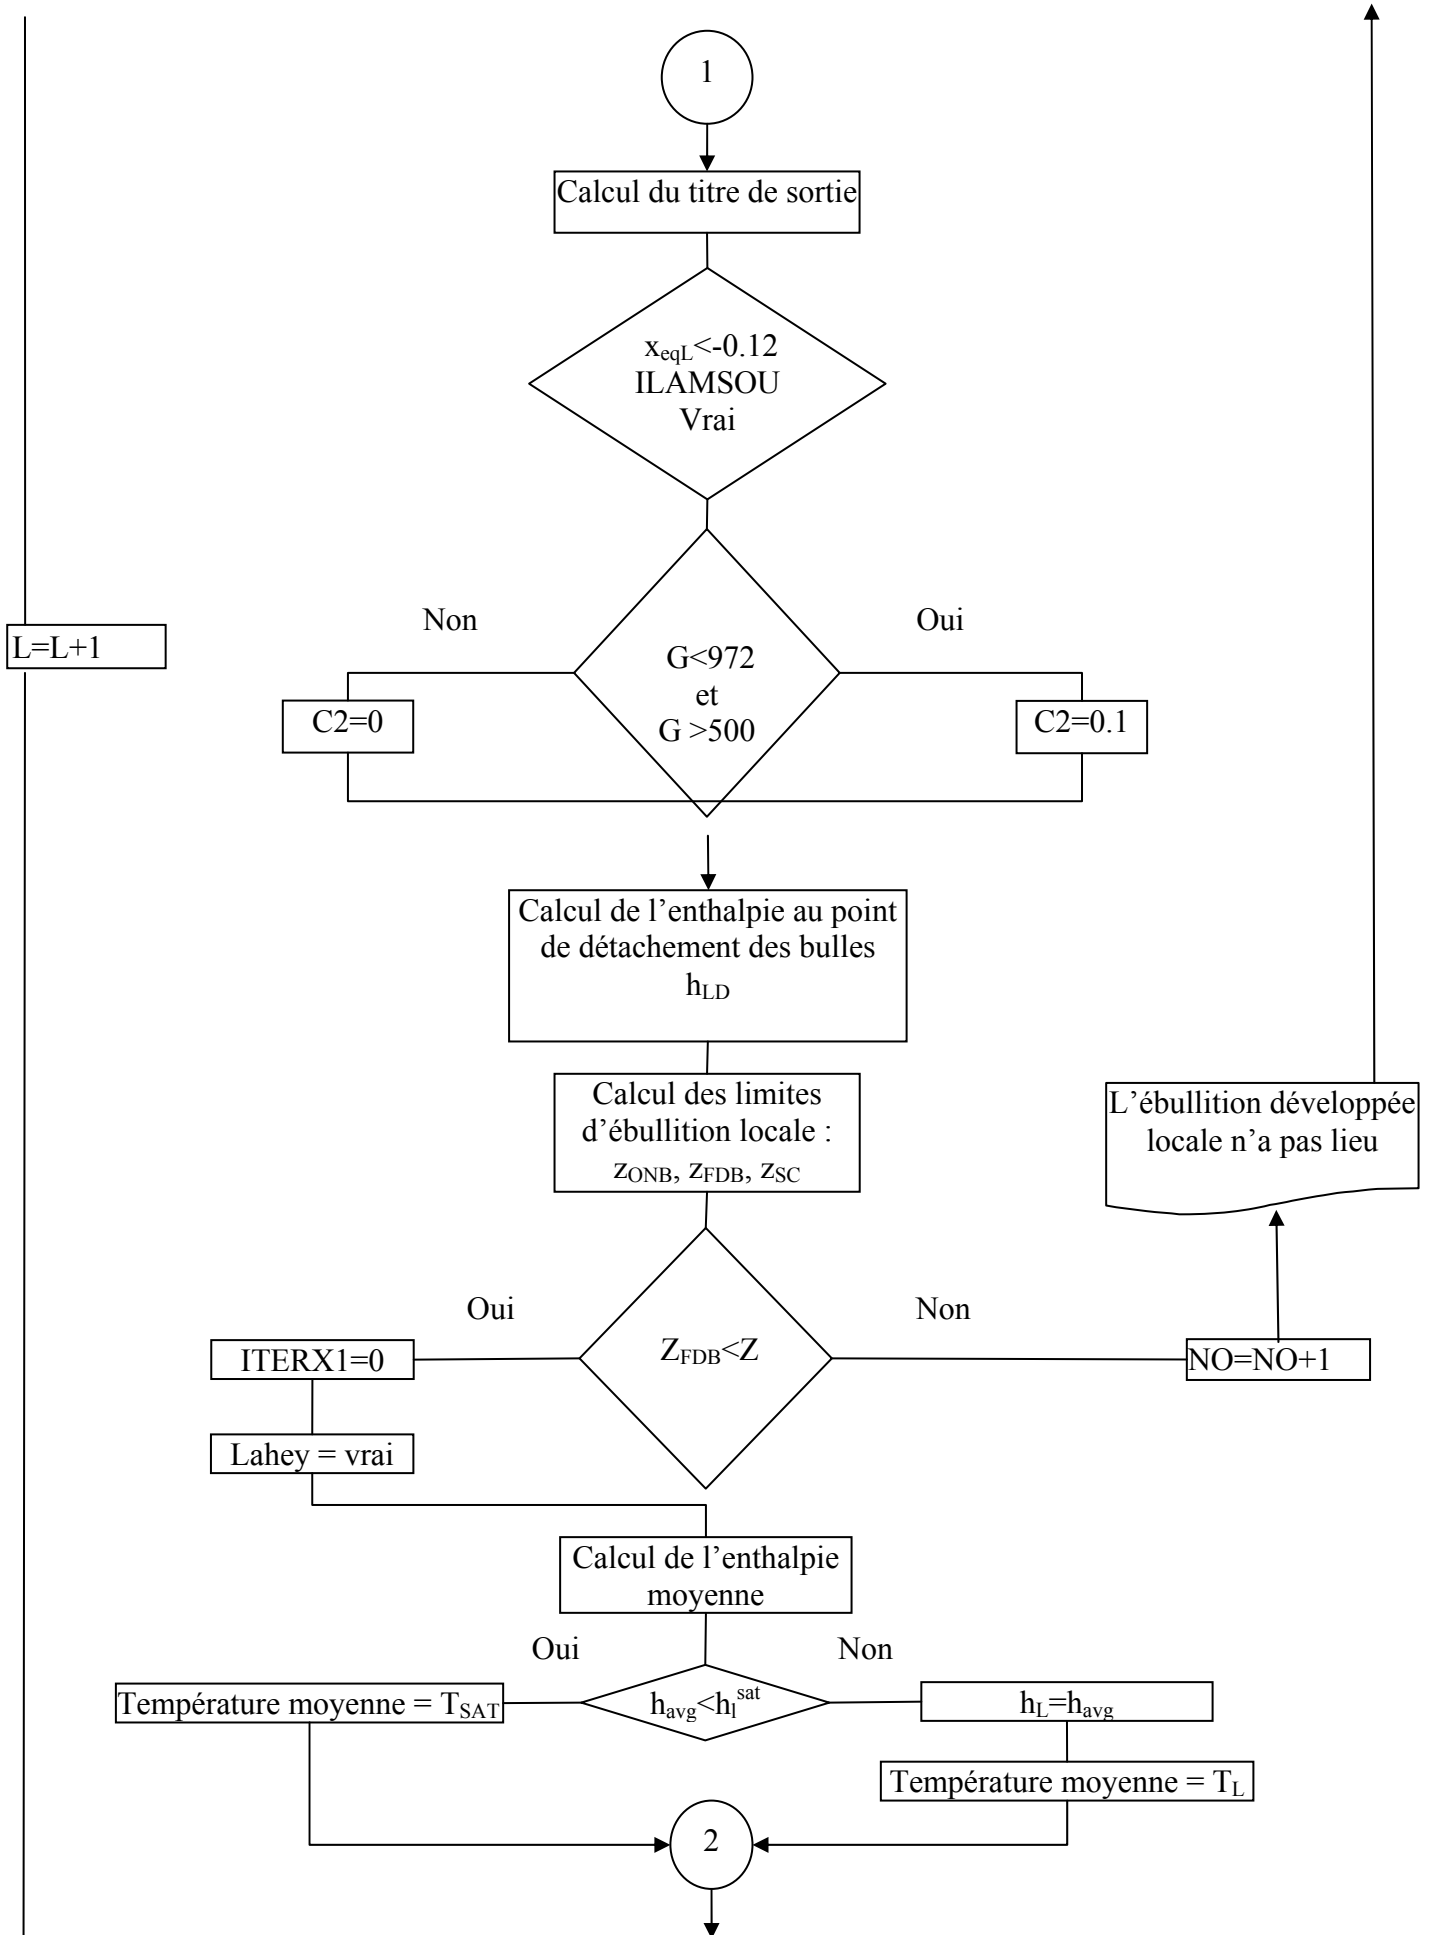 1
Calcul du titre de sortie
x_eqL<-0.12
ILAMSOU
Vrai
Non
Oui
L=L+1
G<972
et
G >500
C2=0
C2=0.1
Calcul de l’enthalpie au point
de détachement des bulles
h_LD
Calcul des limites
d’ébullition locale :
z_ONB, z_FDB, z_SC
L’ébullition développée
locale n’a pas lieu
Oui
Non
ITERX1=0
Z_FDB<Z
NO=NO+1
Lahey = vrai
Calcul de l’enthalpie
moyenne
Oui
Non
Température moyenne = T_SAT
h_avg<h_l^sat
h_L=h_avg
Température moyenne = T_L
2